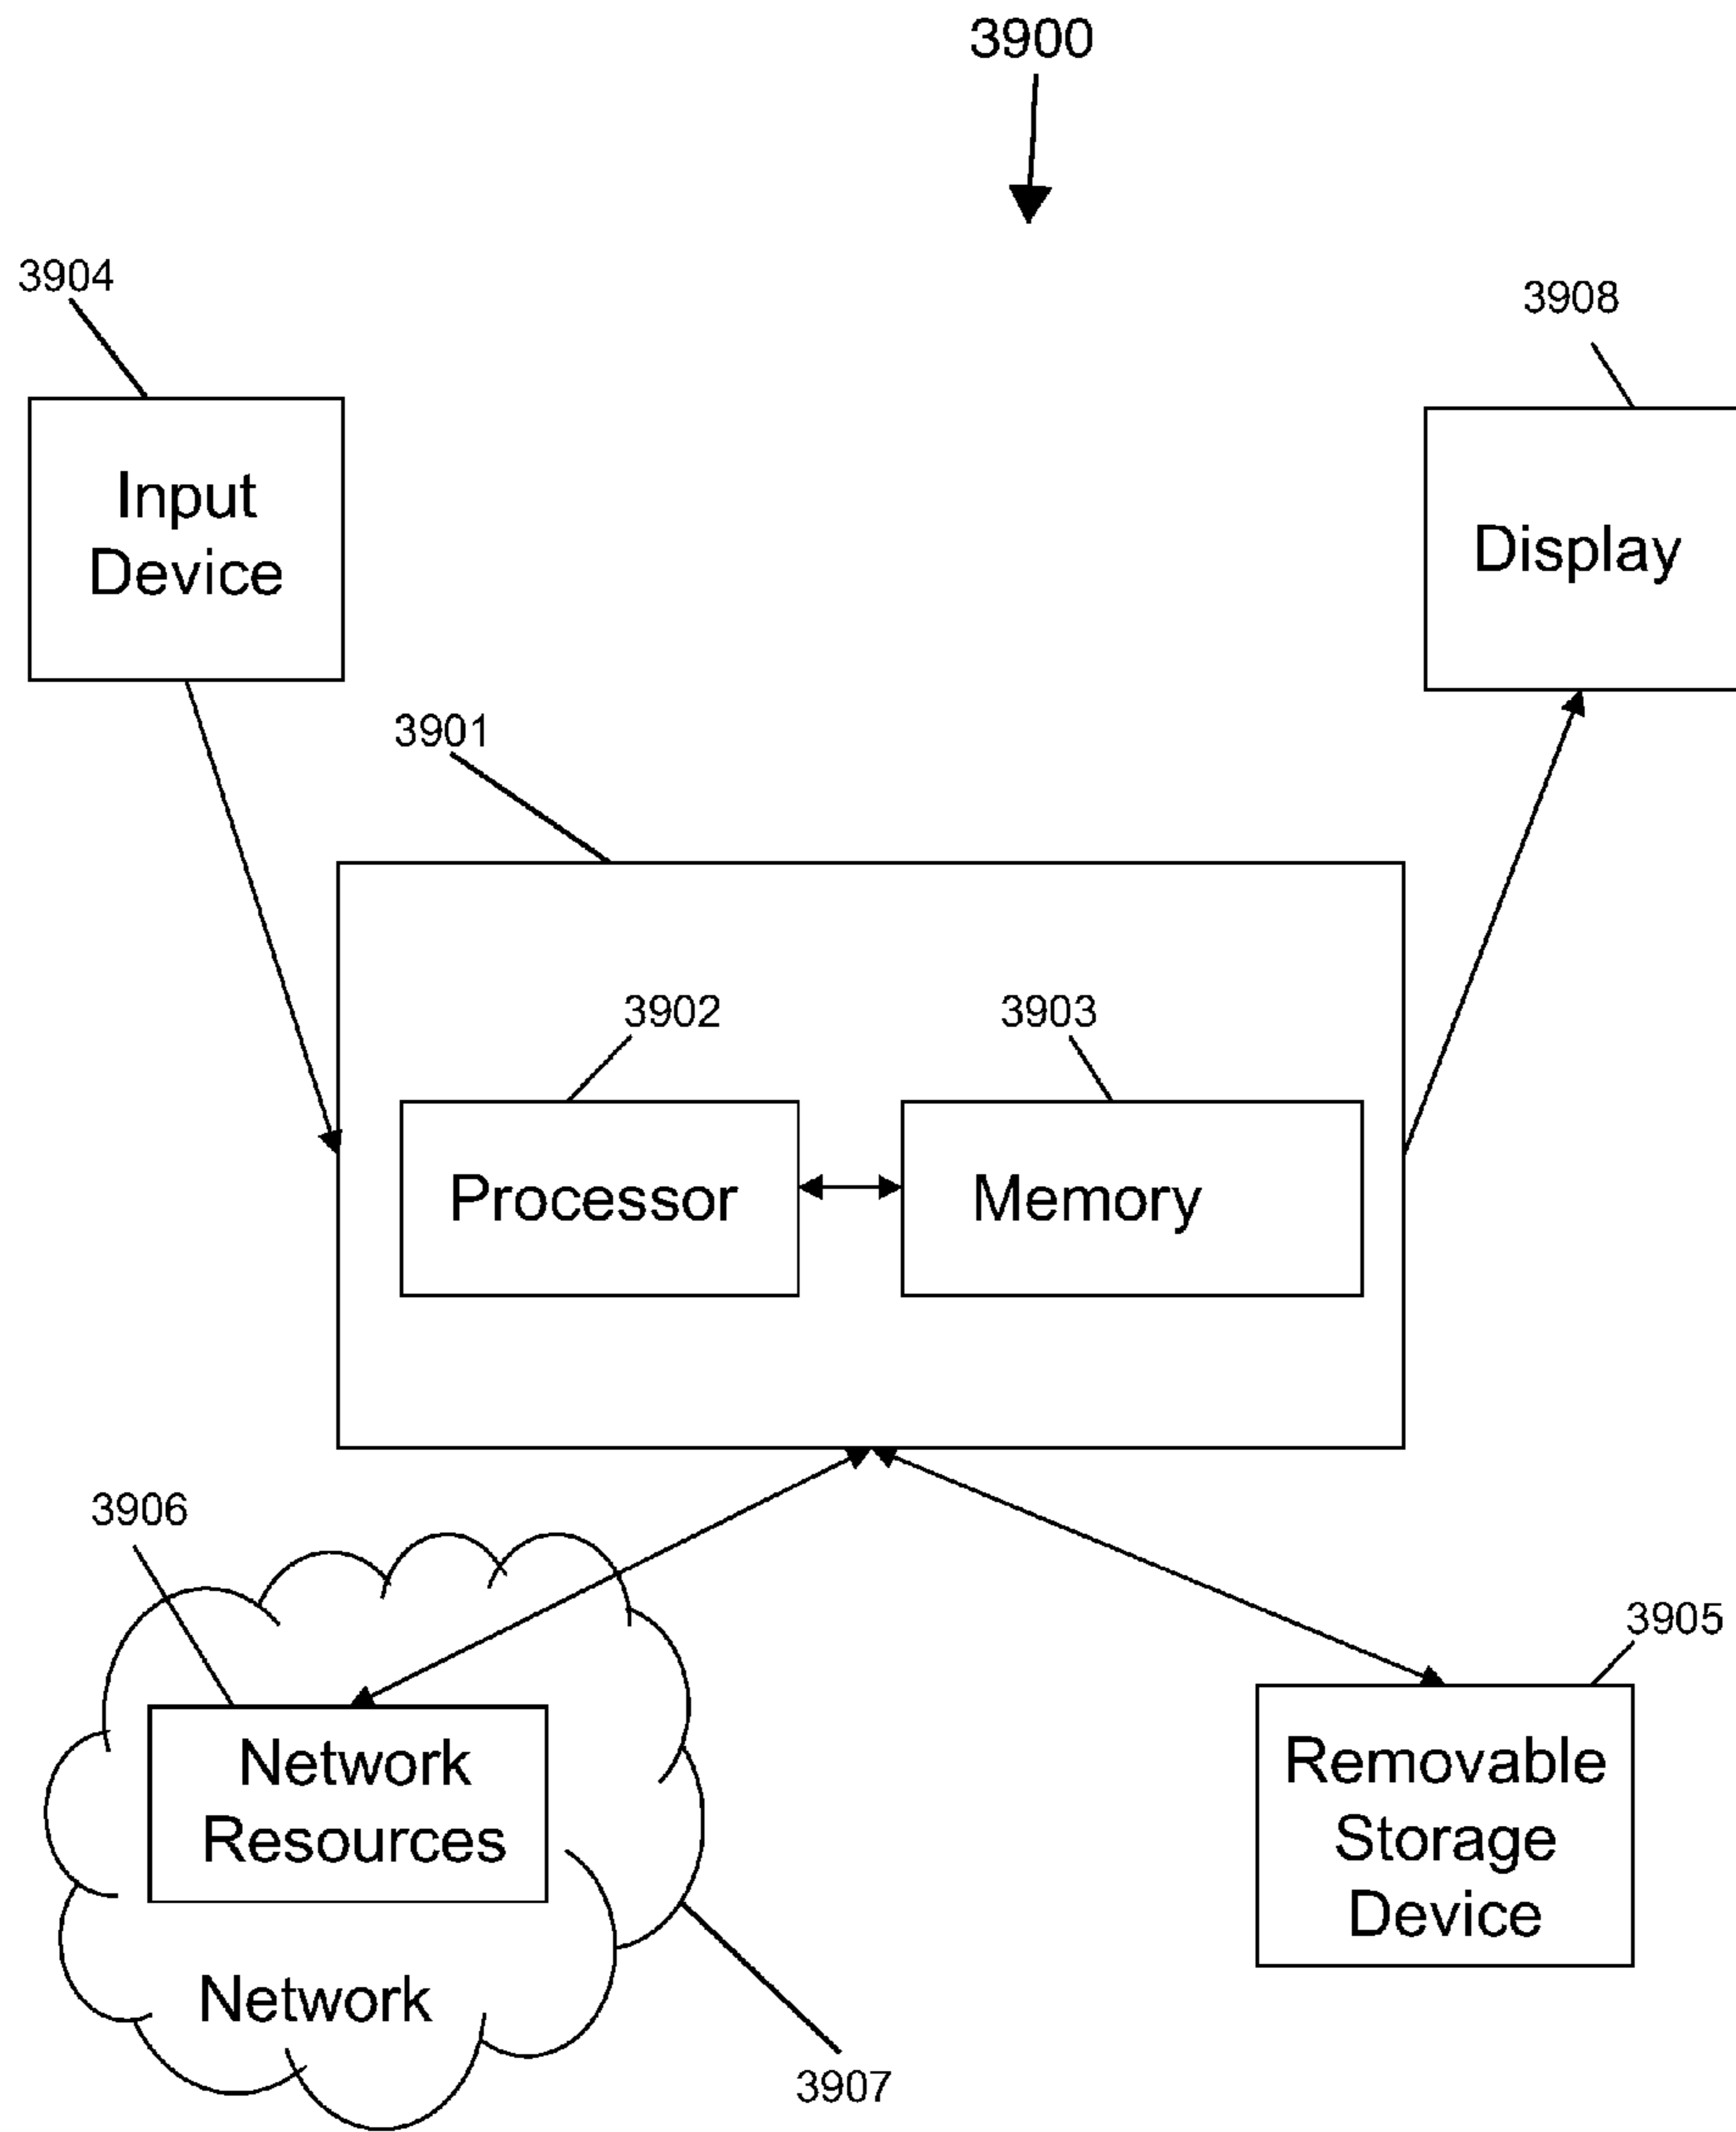 3900
3904
3908
Input
Device
Display
3901
3902
3903
Processor
Memory
3906
3905
Network
Resources
Removable
Storage
Device
Network
3907